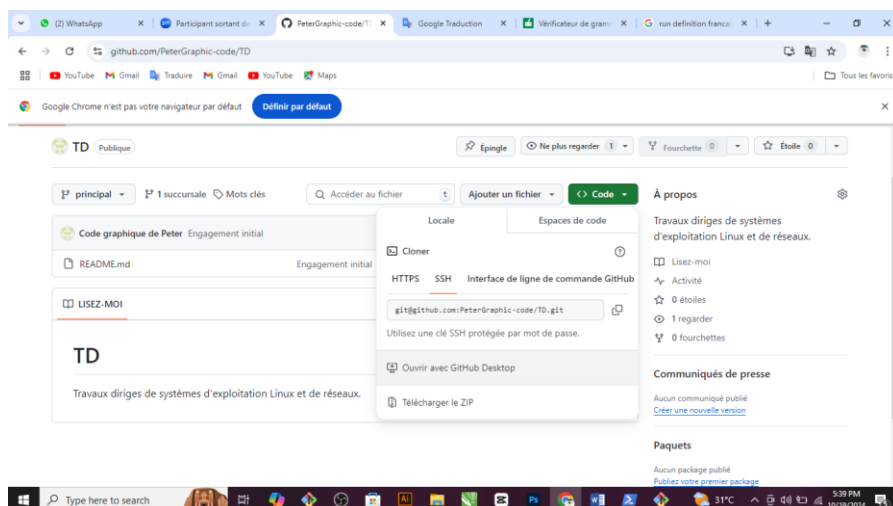 (2) WhatsApp
Participant sortant de
PeterGraphic-code/TD
Google Traduction
Vérificateur de gramm
run definition francai
github.com/PeterGraphic-code/TD
YouTube
Gmail
Traduire
Gmail
YouTube
Maps
Tous les favoris
Google Chrome n'est pas votre navigateur par défaut
Définir par défaut
TD Publique
Épingle
Ne plus regarder 1
Fourchette 0
Étoile 0
principal
1 succursale
Mots clés
Accéder au fichier t
Ajouter un fichier
<> Code
À propos
Code graphique de Peter Engagement initial
README.md Engagement initial
LISEZ-MOI
TD
Travaux diriges de systèmes d'exploitation Linux et de réseaux.
Locale
Espaces de code
Cloner
HTTPS SSH Interface de ligne de commande GitHub
git@github.com:PeterGraphic-code/TD.git
Utilisez une clé SSH protégée par mot de passe.
Ouvrir avec GitHub Desktop
Télécharger le ZIP
Travaux diriges de systèmes
d'exploitation Linux et de réseaux.
Lisez-moi
Activité
0 étoiles
1 regarder
0 fourchettes
Communiqués de presse
Aucun communiqué publié
Créer une nouvelle version
Paquets
Aucun package publié
Publiez votre premier package
Type here to search
Ai
Ps
31°C
5:39 PM
10/19/2024